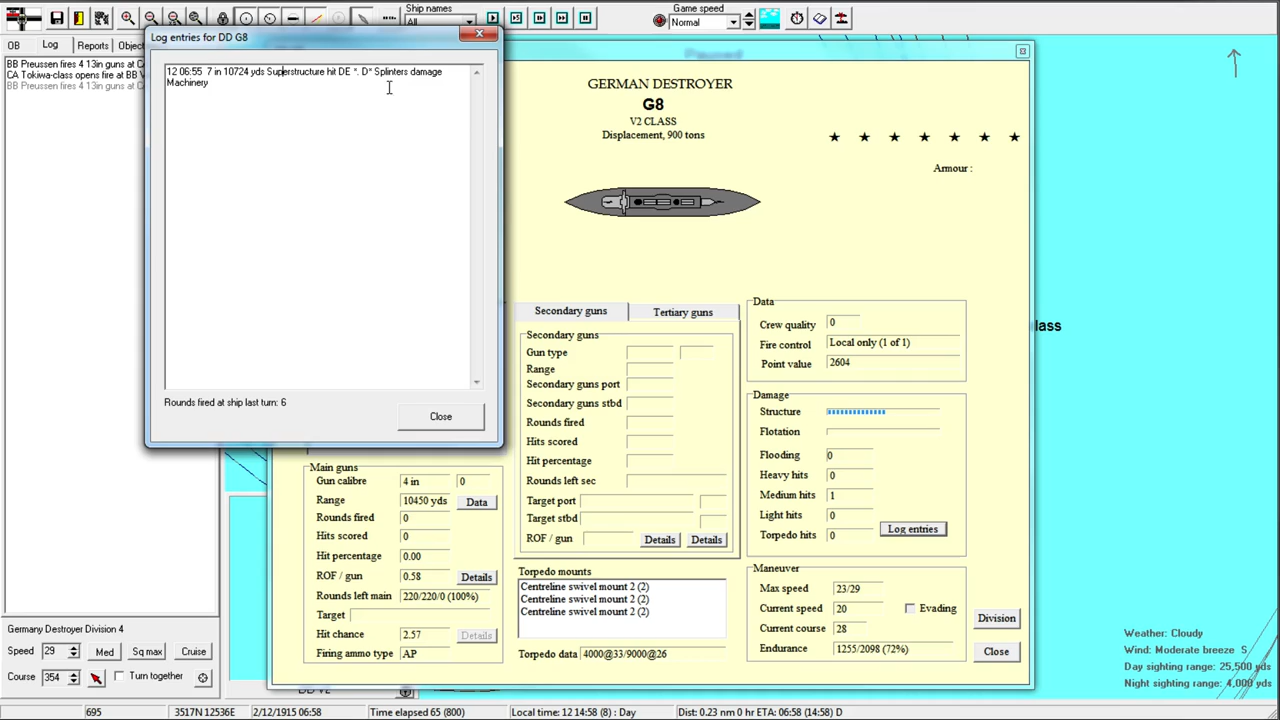 Ship names
All
Game speed
Normal
Log entries for DD G8
OB
Log
Reports
Object
BB Preussen fires 4 13in guns at
CA Tokiwa-class opens fire at BB V
BB Preussen fires 4 13in guns at
12 06:55  7 in 10724 yds Superstructure hit DE *. D* Splinters damage
Machinery
Rounds fired at ship last turn: 6
Close
Paused
GERMAN DESTROYER
G8
V2 CLASS
Displacement, 900 tons
★ ★ ★ ★ ★ ★ ★
Armour :
lass
Main guns
Gun calibre 4 in 0
Range 10450 yds Data
Rounds fired 0
Hits scored 0
Hit percentage 0.00
ROF / gun 0.58 Details
Rounds left main 220/220/0 (100%)
Target
Hit chance 2.57 Details
Firing ammo type AP
Secondary guns
Tertiary guns
Secondary guns
Gun type
Range
Secondary guns port
Secondary guns stbd
Rounds fired
Hits scored
Hit percentage
Rounds left sec
Target port
Target stbd
ROF / gun Details Details
Torpedo mounts
Centreline swivel mount 2 (2)
Centreline swivel mount 2 (2)
Centreline swivel mount 2 (2)
Torpedo data 4000@33/9000@26
Data
Crew quality 0
Fire control Local only (1 of 1)
Point value 2604
Damage
Structure
Flotation
Flooding 0
Heavy hits 0
Medium hits 1
Light hits 0
Torpedo hits 0
Log entries
Maneuver
Max speed 23/29
Current speed 20 Evading
Current course 28
Endurance 1255/2098 (72%)
Division
Close
Germany Destroyer Division 4
Speed 29 Med Sq max Cruise
Course 354 Turn together
DD V2
Weather: Cloudy
Wind: Moderate breeze  S
Day sighting range: 25,500 yds
Night sighting range: 4,000 yds
695
3517N 12536E
2/12/1915 06:58
Time elapsed 65 (800)
Local time: 12 14:58 (8) : Day
Dist: 0.23 nm 0 hr ETA: 06:58 (14:58) D